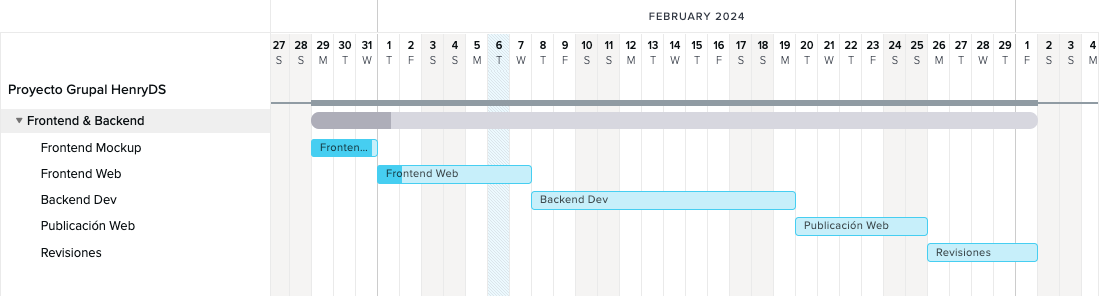 FEBRUARY 2024
27 28 29 30 31 1 2 3 4 5 6 7 8 9 10 11 12 13 14 15 16 17 18 19 20 21 22 23 24 25 26 27 28 29 1 2 3 4
S S M T W T F S S M T W T F S S M T W T F S S M T W T F S S M T W T F S S M
Proyecto Grupal HenryDS
Frontend & Backend
Frontend Mockup Fronten...
Frontend Web Frontend Web
Backend Dev Backend Dev
Publicación Web Publicación Web
Revisiones Revisiones